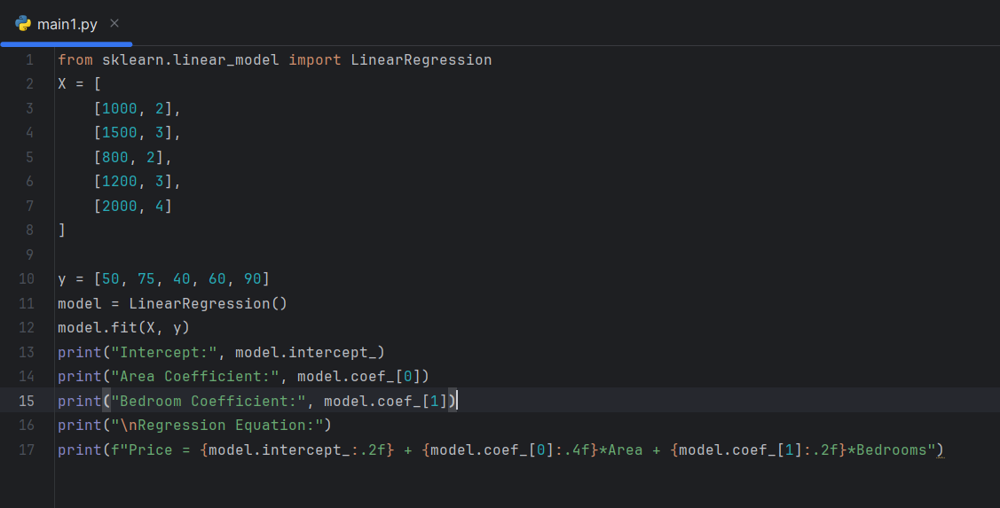 main1.py
1 from sklearn.linear_model import LinearRegression
2 X = [
3     [1000, 2],
4     [1500, 3],
5     [800, 2],
6     [1200, 3],
7     [2000, 4]
8 ]
9
10 y = [50, 75, 40, 60, 90]
11 model = LinearRegression()
12 model.fit(X, y)
13 print("Intercept:", model.intercept_)
14 print("Area Coefficient:", model.coef_[0])
15 print("Bedroom Coefficient:", model.coef_[1])
16 print("\nRegression Equation:")
17 print(f"Price = {model.intercept_:.2f} + {model.coef_[0]:.4f}*Area + {model.coef_[1]:.2f}*Bedrooms")